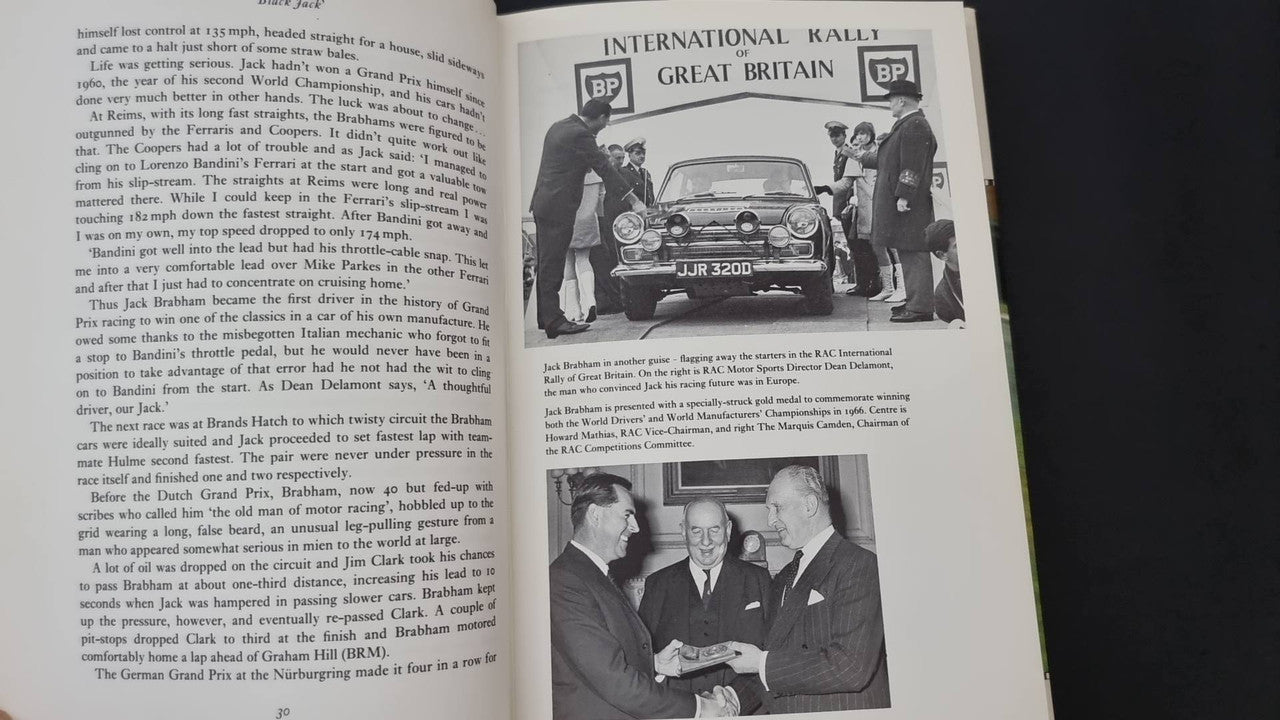 'Black Jack'
himself lost control at 135 mph, headed straight for a house, slid sideways
and came to a halt just short of some straw bales.
Life was getting serious. Jack hadn't won a Grand Prix himself since
1960, the year of his second World Championship, and his cars hadn't
done very much better in other hands. The luck was about to change...
At Reims, with its long fast straights, the Brabhams were figured to be
outgunned by the Ferraris and Coopers. It didn't quite work out like
that. The Coopers had a lot of trouble and as Jack said: 'I managed to
cling on to Lorenzo Bandini's Ferrari at the start and got a valuable tow
from his slip-stream. The straights at Reims were long and real power
mattered there. While I could keep in the Ferrari's slip-stream I was
touching 182 mph down the fastest straight. After Bandini got away and
I was on my own, my top speed dropped to only 174 mph.
'Bandini got well into the lead but had his throttle-cable snap. This let
me into a very comfortable lead over Mike Parkes in the other Ferrari
and after that I just had to concentrate on cruising home.'
Thus Jack Brabham became the first driver in the history of Grand
Prix racing to win one of the classics in a car of his own manufacture. He
owed some thanks to the misbegotten Italian mechanic who forgot to fit
a stop to Bandini's throttle pedal, but he would never have been in a
position to take advantage of that error had he not had the wit to cling
on to Bandini from the start. As Dean Delamont says, 'A thoughtful
driver, our Jack.'
The next race was at Brands Hatch to which twisty circuit the Brabham
cars were ideally suited and Jack proceeded to set fastest lap with team-
mate Hulme second fastest. The pair were never under pressure in the
race itself and finished one and two respectively.
Before the Dutch Grand Prix, Brabham, now 40 but fed-up with
scribes who called him 'the old man of motor racing', hobbled up to the
grid wearing a long, false beard, an unusual leg-pulling gesture from a
man who appeared somewhat serious in mien to the world at large.
A lot of oil was dropped on the circuit and Jim Clark took his chances
to pass Brabham at about one-third distance, increasing his lead to 10
seconds when Jack was hampered in passing slower cars. Brabham kept
up the pressure, however, and eventually re-passed Clark. A couple of
pit-stops dropped Clark to third at the finish and Brabham motored
comfortably home a lap ahead of Graham Hill (BRM).
The German Grand Prix at the Nürburgring made it four in a row for
30
INTERNATIONAL RALLY
OF
GREAT BRITAIN
BP
BP
JJR 320D
Jack Brabham in another guise - flagging away the starters in the RAC International
Rally of Great Britain. On the right is RAC Motor Sports Director Dean Delamont,
the man who convinced Jack his racing future was in Europe.
Jack Brabham is presented with a specially-struck gold medal to commemorate winning
both the World Drivers' and World Manufacturers' Championships in 1966. Centre is
Howard Mathias, RAC Vice-Chairman, and right The Marquis Camden, Chairman of
the RAC Competitions Committee.